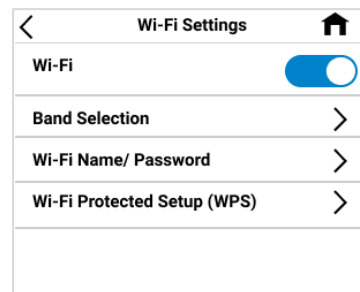 Wi-Fi Settings
Wi-Fi
Band Selection
Wi-Fi Name/ Password
Wi-Fi Protected Setup (WPS)